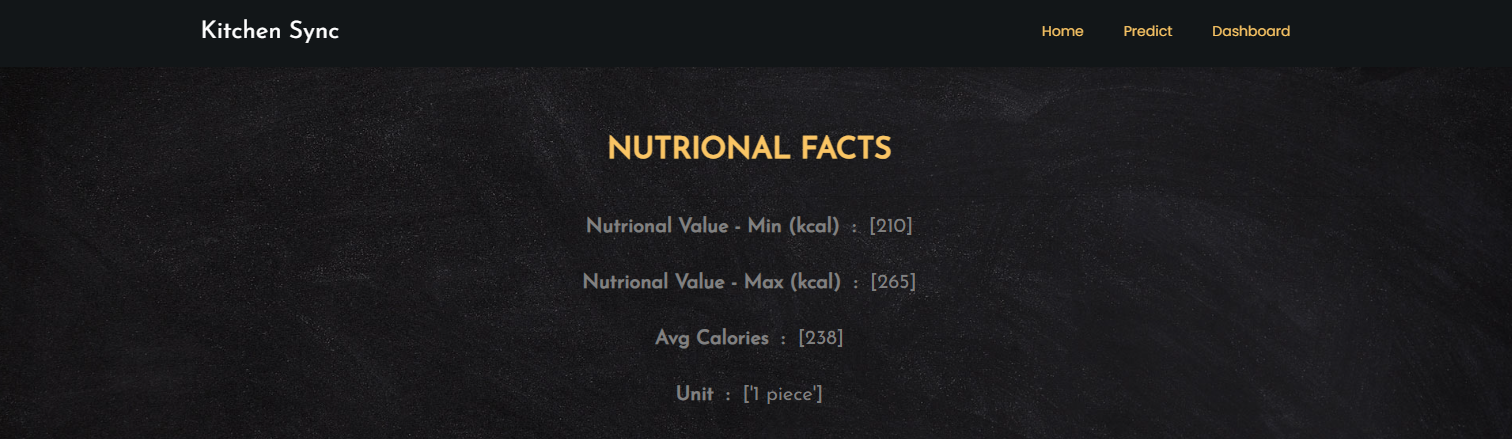 Kitchen Sync
Home Predict Dashboard
NUTRIONAL FACTS
Nutrional Value - Min (kcal) : [210]
Nutrional Value - Max (kcal) : [265]
Avg Calories : [238]
Unit : ['1 piece']